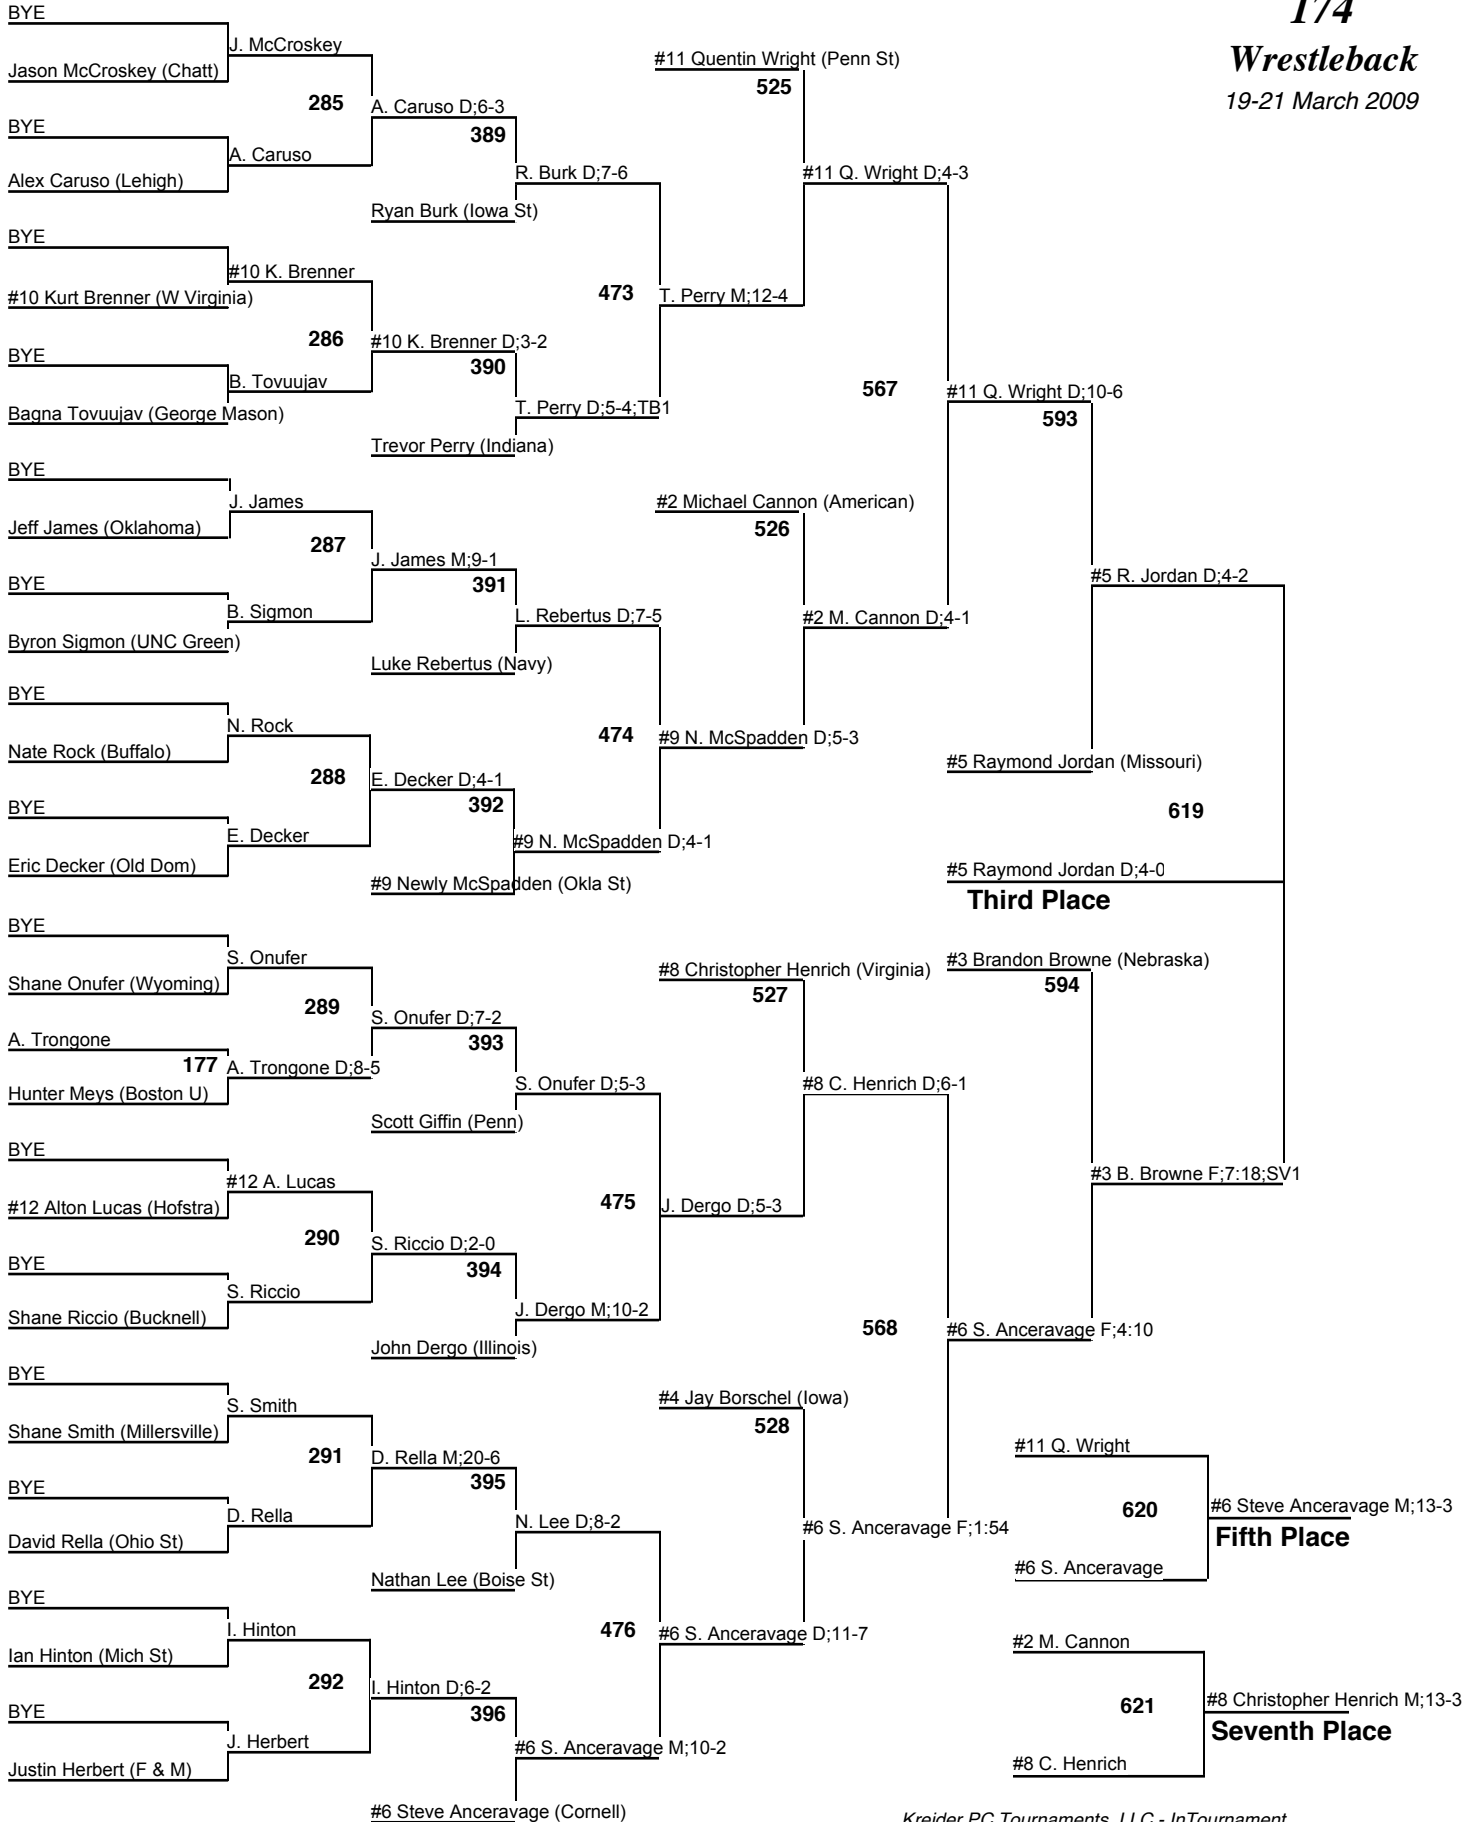 174
Wrestleback
19-21 March 2009
BYE
J. McCroskey
Jason McCroskey (Chatt)
285
A. Caruso D;6-3
389
BYE
A. Caruso
Alex Caruso (Lehigh)
R. Burk D;7-6
Ryan Burk (Iowa St)
BYE
#10 K. Brenner
#10 Kurt Brenner (W Virginia)
286
#10 K. Brenner D;3-2
390
BYE
B. Tovuujav
Bagna Tovuujav (George Mason)
T. Perry D;5-4;TB1
Trevor Perry (Indiana)
473
T. Perry M;12-4
#11 Quentin Wright (Penn St)
525
#11 Q. Wright D;4-3
BYE
J. James
Jeff James (Oklahoma)
287
J. James M;9-1
391
BYE
B. Sigmon
Byron Sigmon (UNC Green)
L. Rebertus D;7-5
Luke Rebertus (Navy)
BYE
N. Rock
Nate Rock (Buffalo)
288
E. Decker D;4-1
392
BYE
E. Decker
Eric Decker (Old Dom)
#9 N. McSpadden D;4-1
#9 Newly McSpadden (Okla St)
474
#9 N. McSpadden D;5-3
#2 Michael Cannon (American)
526
#2 M. Cannon D;4-1
567
#11 Q. Wright D;10-6
593
#5 R. Jordan D;4-2
#5 Raymond Jordan (Missouri)
619
#5 Raymond Jordan D;4-0
Third Place
BYE
S. Onufer
Shane Onufer (Wyoming)
289
S. Onufer D;7-2
393
A. Trongone
177
A. Trongone D;8-5
Hunter Meys (Boston U)
S. Onufer D;5-3
Scott Giffin (Penn)
BYE
#12 A. Lucas
#12 Alton Lucas (Hofstra)
290
S. Riccio D;2-0
394
BYE
S. Riccio
Shane Riccio (Bucknell)
J. Dergo M;10-2
John Dergo (Illinois)
475
J. Dergo D;5-3
#8 Christopher Henrich (Virginia)
527
#8 C. Henrich D;6-1
#3 Brandon Browne (Nebraska)
594
#3 B. Browne F;7:18;SV1
568
#6 S. Anceravage F;4:10
BYE
S. Smith
Shane Smith (Millersville)
291
D. Rella M;20-6
395
BYE
D. Rella
David Rella (Ohio St)
N. Lee D;8-2
Nathan Lee (Boise St)
BYE
I. Hinton
Ian Hinton (Mich St)
292
I. Hinton D;6-2
396
BYE
J. Herbert
Justin Herbert (F & M)
#6 S. Anceravage M;10-2
#6 Steve Anceravage (Cornell)
476
#6 S. Anceravage D;11-7
#4 Jay Borschel (Iowa)
528
#6 S. Anceravage F;1:54
#11 Q. Wright
620
#6 Steve Anceravage M;13-3
Fifth Place
#6 S. Anceravage
#2 M. Cannon
621
#8 Christopher Henrich M;13-3
Seventh Place
#8 C. Henrich
Kreider PC Tournaments, LLC - InTournament